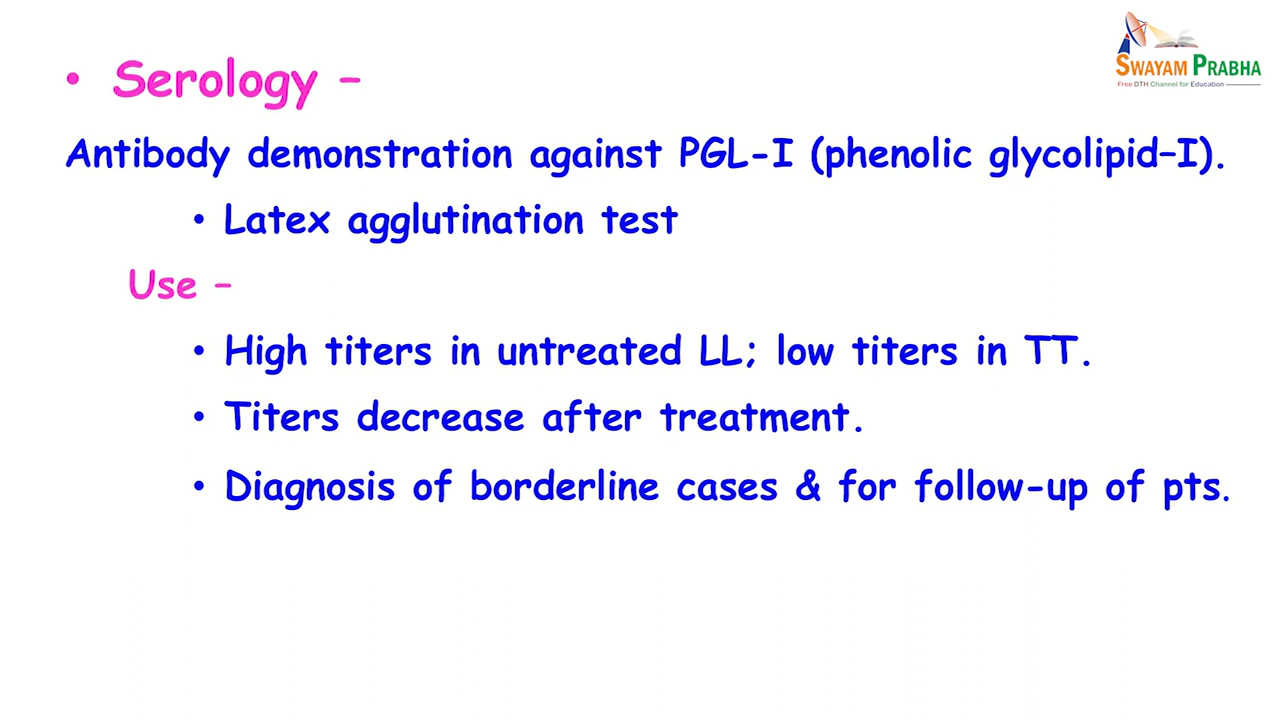 SWAYAM PRABHA
Free DTH Channel for Education
• Serology –
Antibody demonstration against PGL-I (phenolic glycolipid–I).
• Latex agglutination test
Use –
• High titers in untreated LL; low titers in TT.
• Titers decrease after treatment.
• Diagnosis of borderline cases & for follow-up of pts.